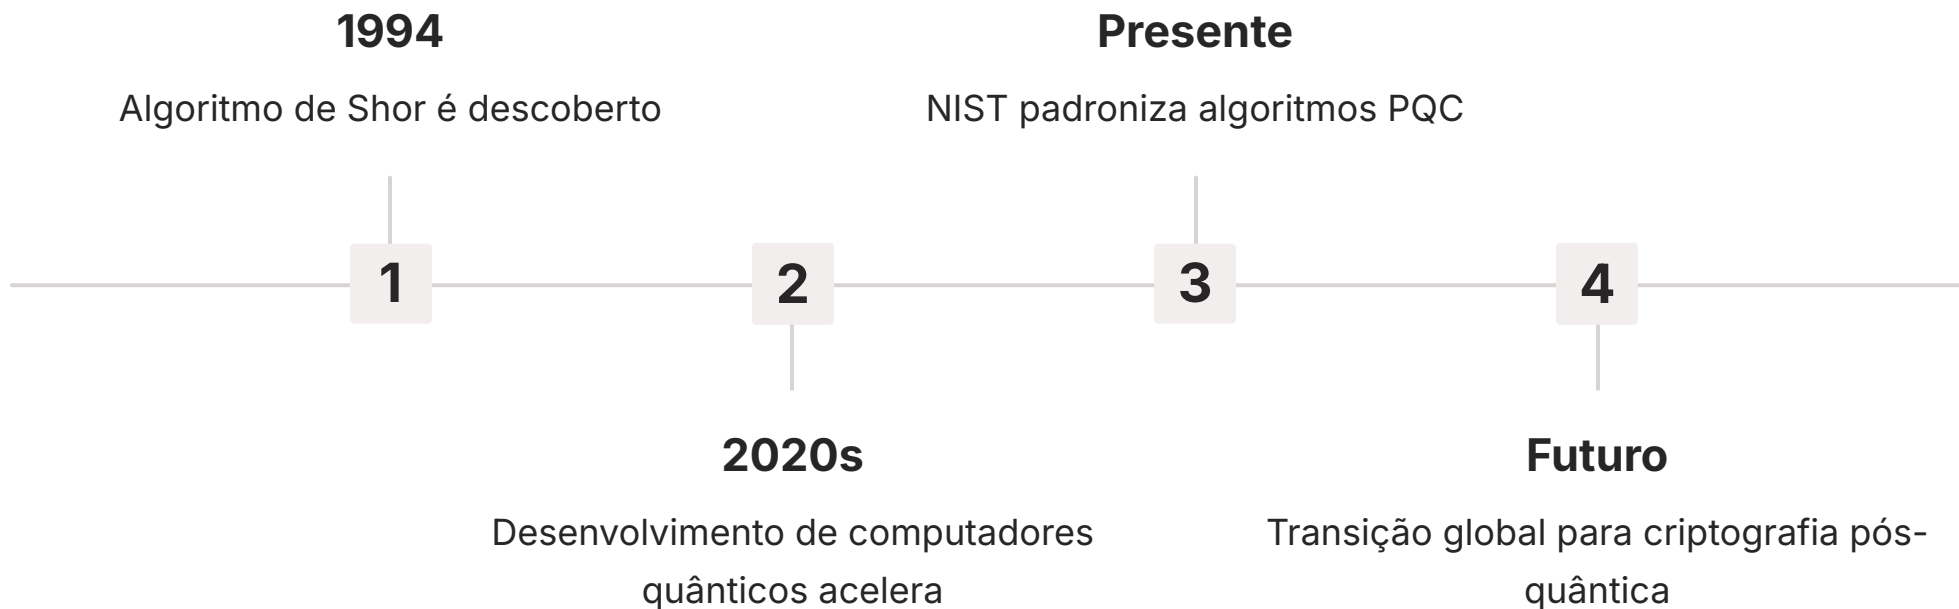 1994
Algoritmo de Shor é descoberto
Presente
NIST padroniza algoritmos PQC
1
2
3
4
2020s
Desenvolvimento de computadores
quânticos acelera
Futuro
Transição global para criptografia pós-
quântica